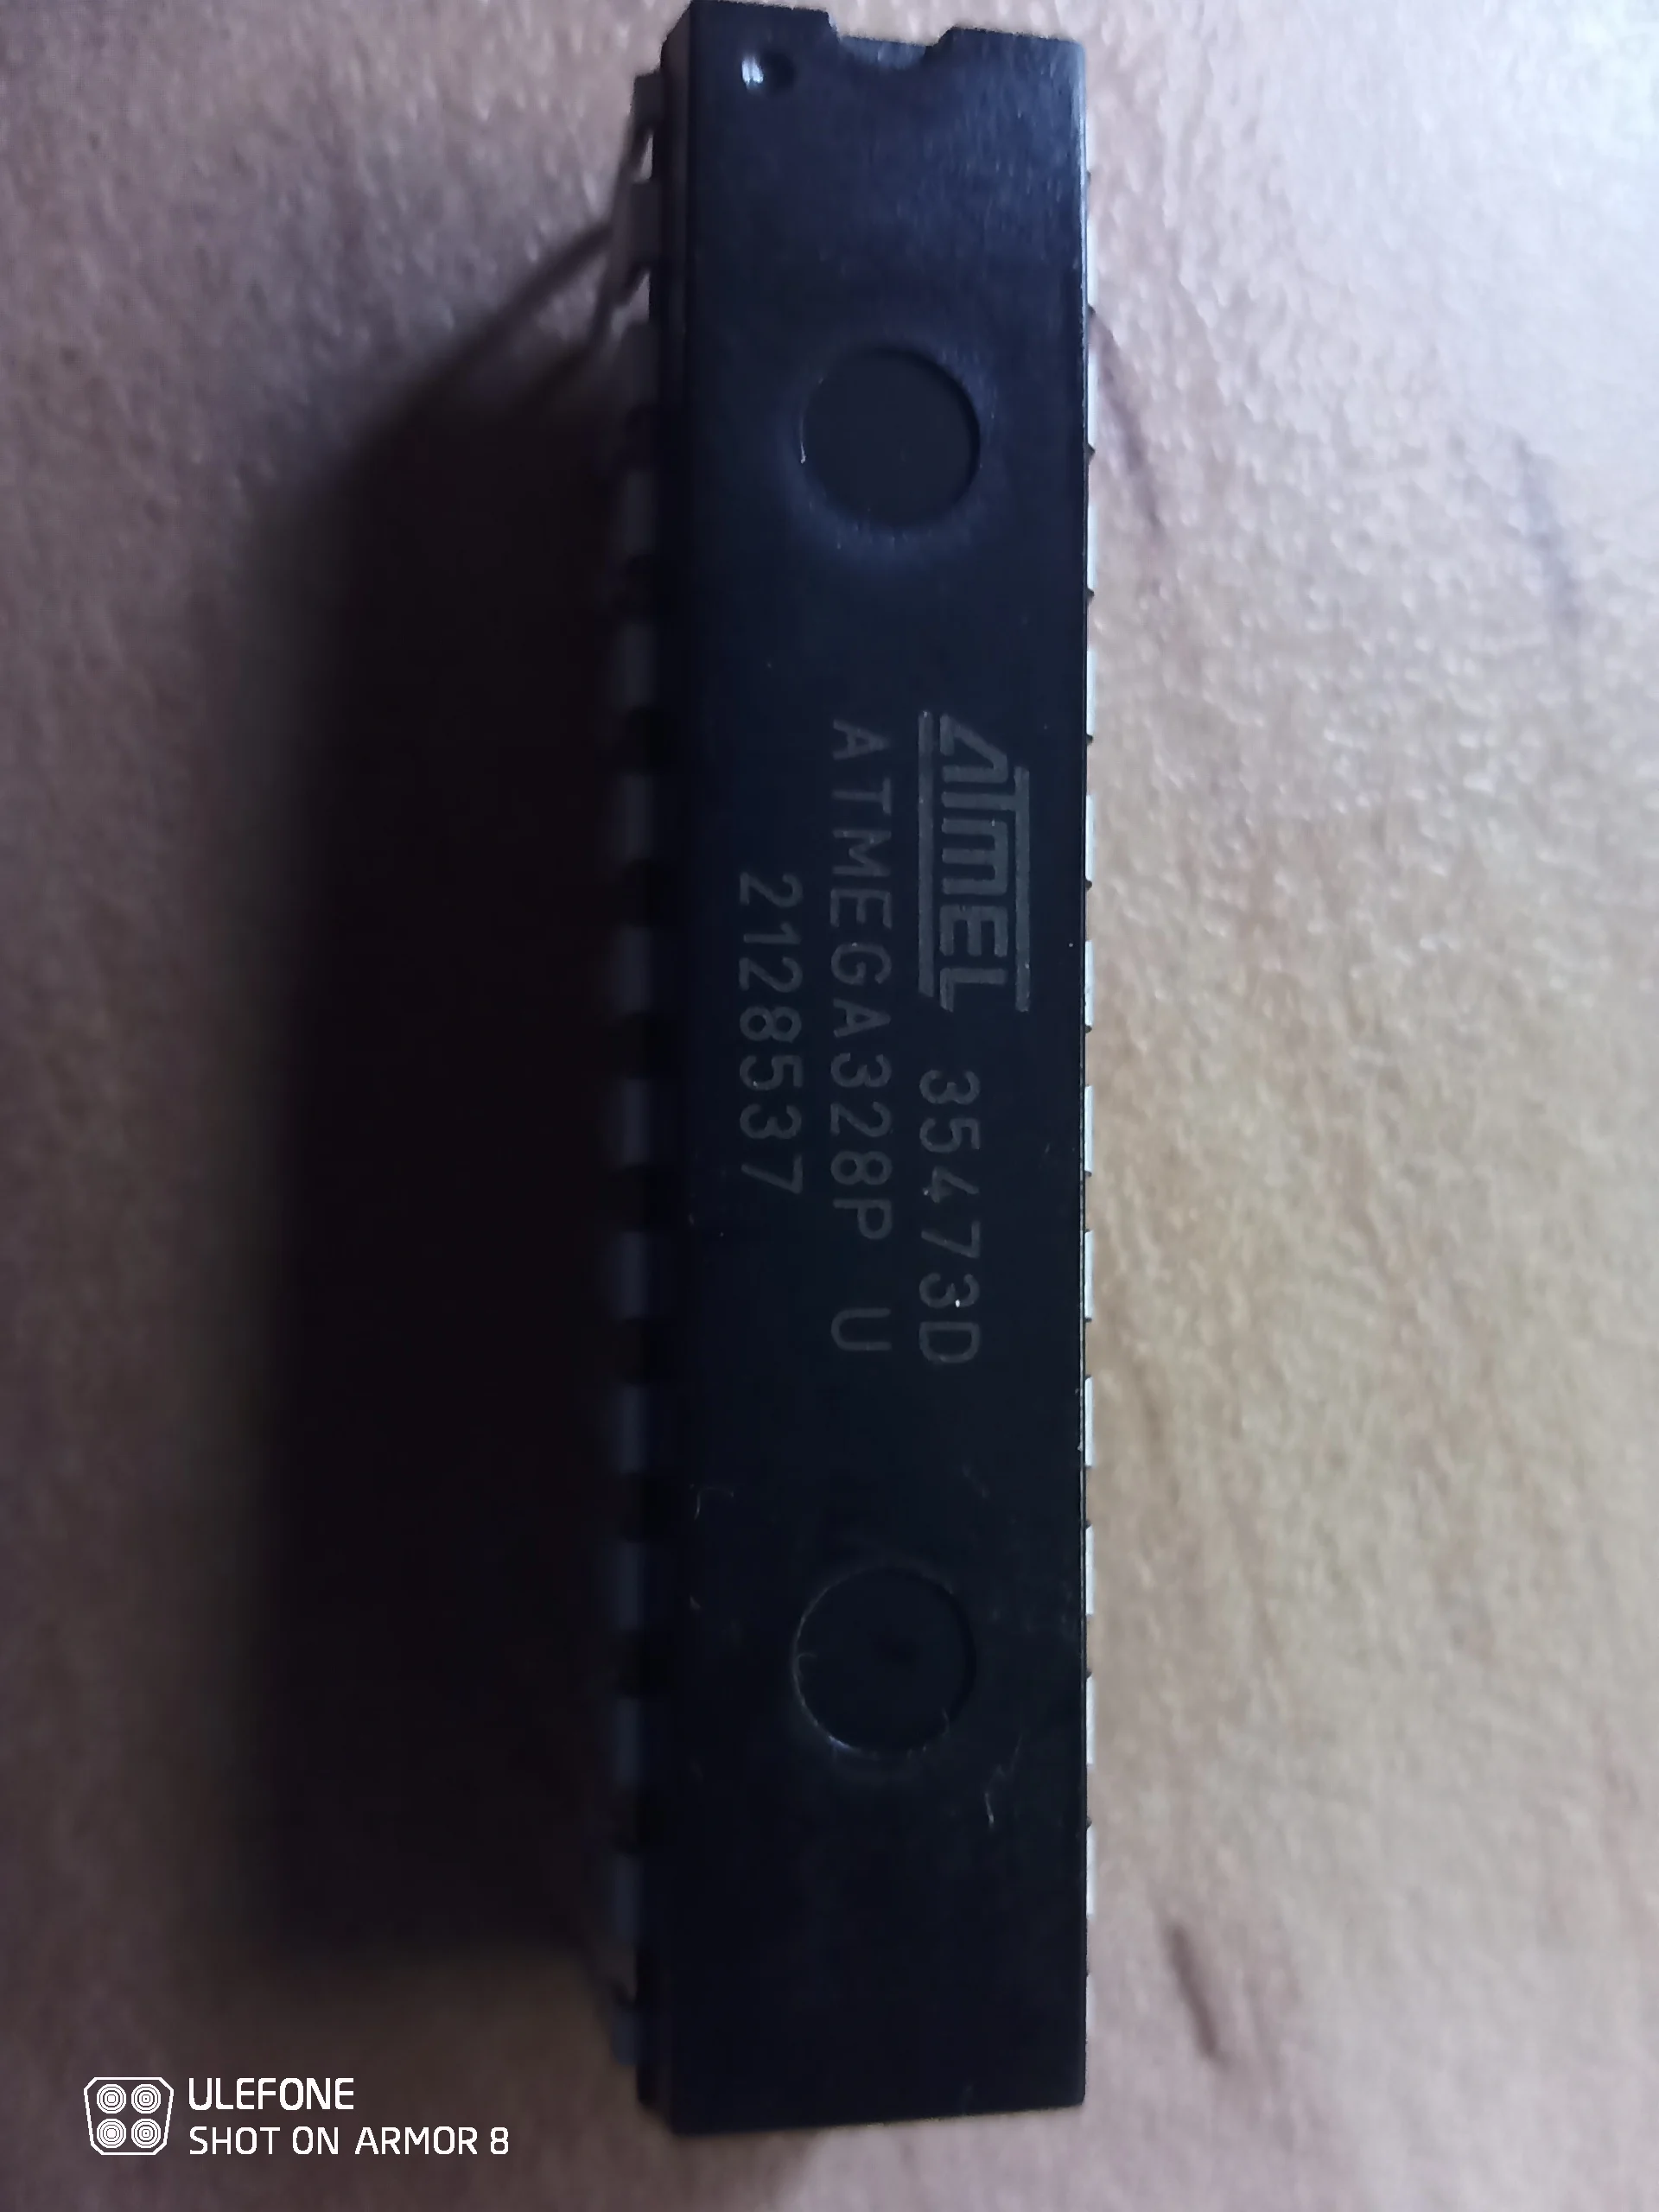 ATMEL 35473D
ATMEGA328P U
2128537
ULEFONE
SHOT ON ARMOR 8